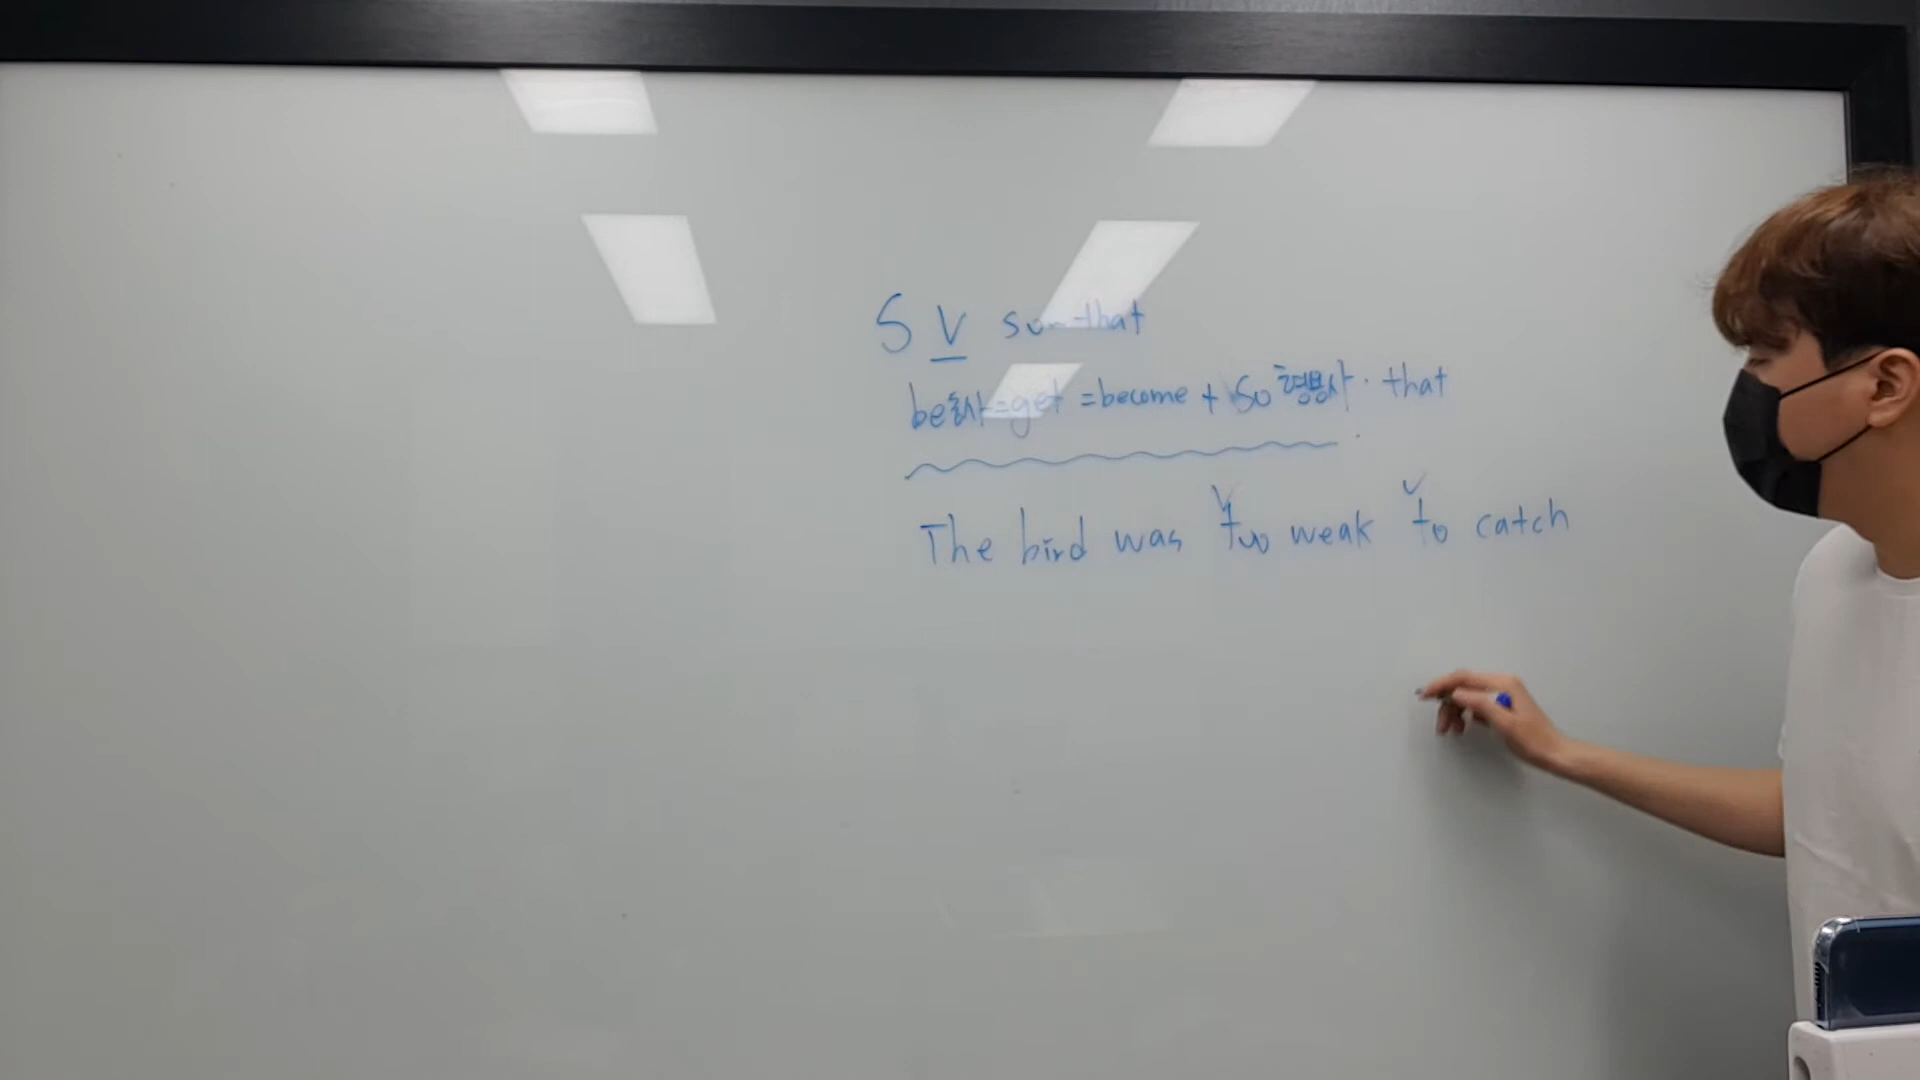 S V so that
be동사=get =become + so 형용사. that
The bird was too weak to catch